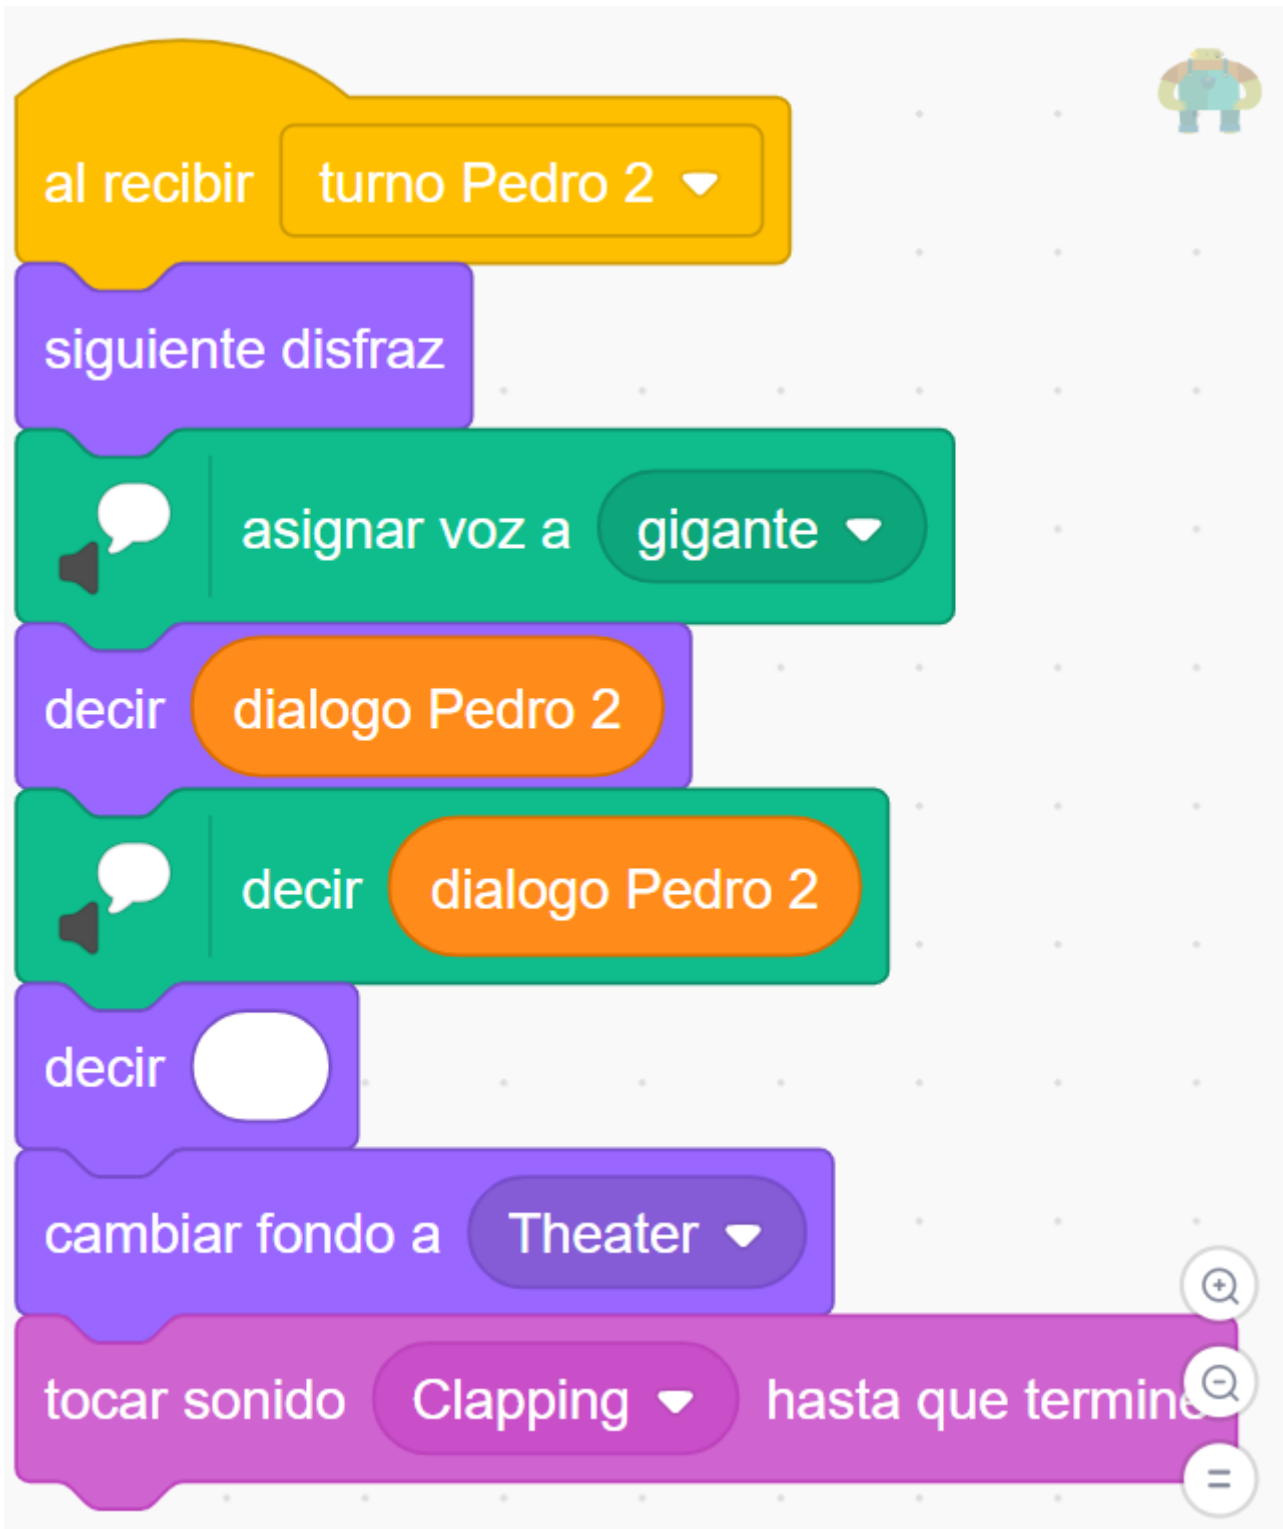 al recibir turno Pedro 2
siguiente disfraz
asignar voz a gigante
decir dialogo Pedro 2
decir dialogo Pedro 2
decir
cambiar fondo a Theater
tocar sonido Clapping hasta que termine